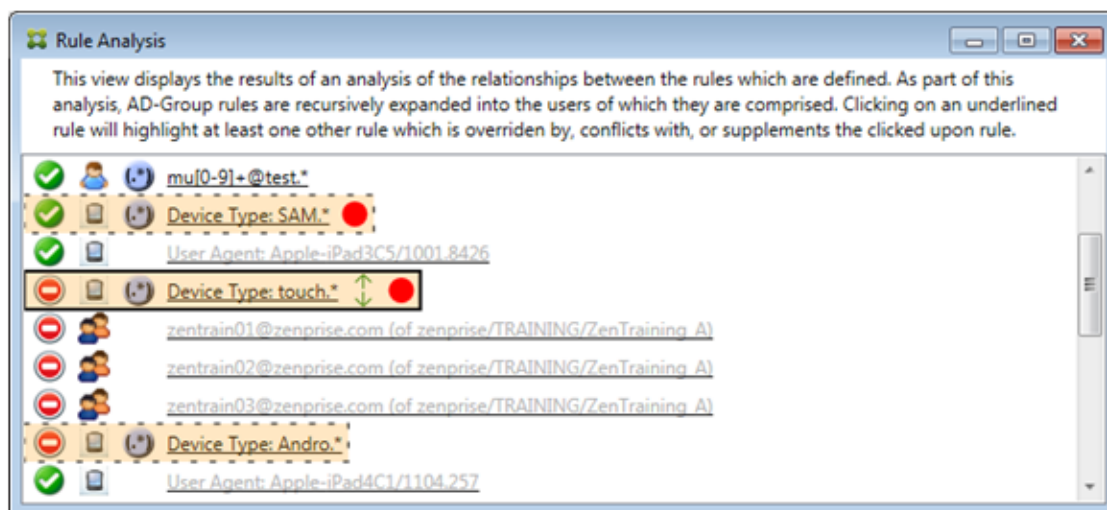 Rule Analysis
This view displays the results of an analysis of the relationships between the rules which are defined. As part of this
analysis, AD-Group rules are recursively expanded into the users of which they are comprised. Clicking on an underlined
rule will highlight at least one other rule which is overriden by, conflicts with, or supplements the clicked upon rule.
(.*) mu[0-9]+@test.*
(.*) Device Type: SAM.*
User Agent: Apple-iPad3C5/1001.8426
(.*) Device Type: touch.*
zentrain01@zenprise.com (of zenprise/TRAINING/ZenTraining_A)
zentrain02@zenprise.com (of zenprise/TRAINING/ZenTraining_A)
zentrain03@zenprise.com (of zenprise/TRAINING/ZenTraining_A)
(.*) Device Type: Andro.*
User Agent: Apple-iPad4C1/1104.257